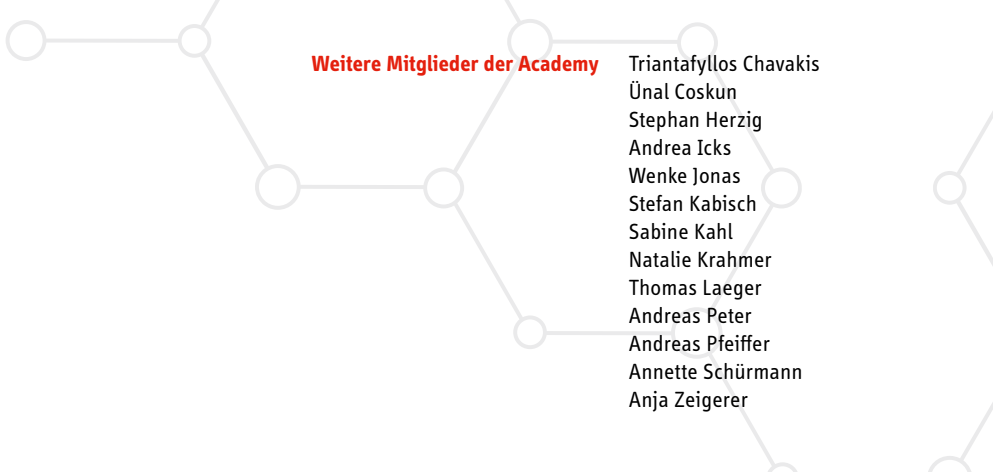 Weitere Mitglieder der Academy Triantafyllos Chavakis
Ünal Coskun
Stephan Herzig
Andrea Icks
Wenke Jonas
Stefan Kabisch
Sabine Kahl
Natalie Krahmer
Thomas Laeger
Andreas Peter
Andreas Pfeiffer
Annette Schürmann
Anja Zeigerer